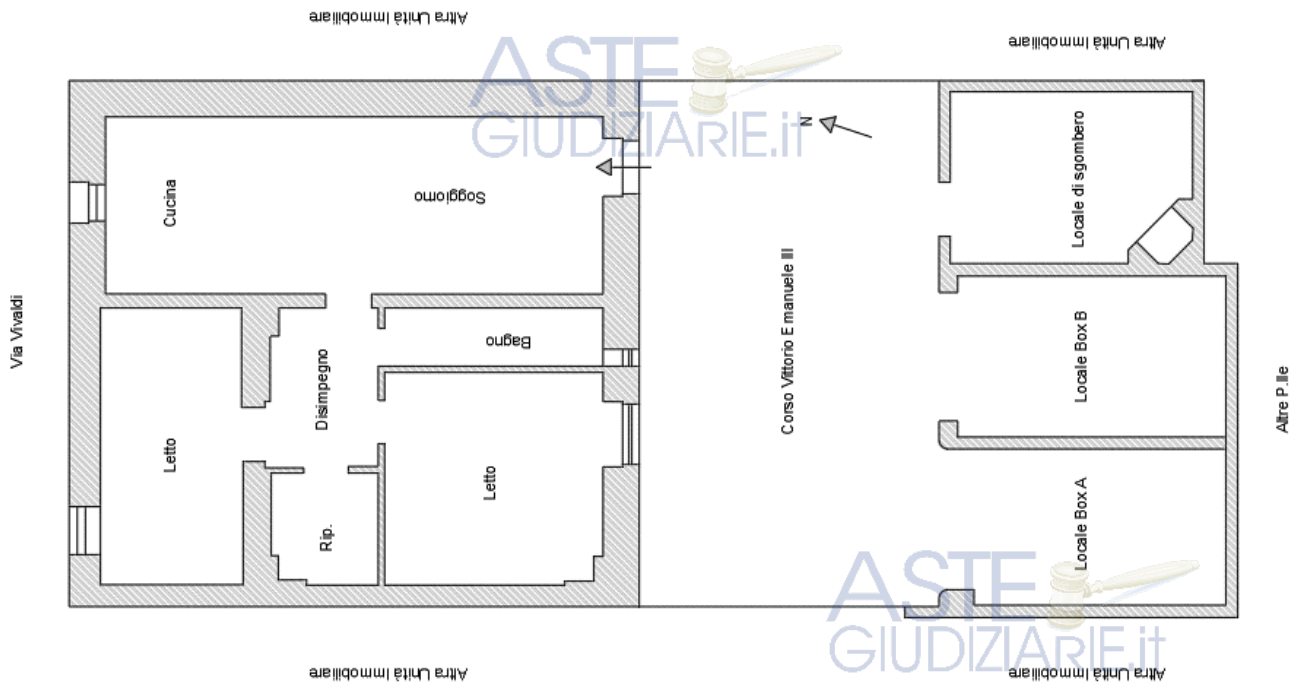 Altra Unità Immobiliare
Altra Unità Immobiliare
ASTE
GIUDIZIARIE.it
N
Cucina
Soggiorno
Locale di sgombero
Via Vivaldi
Corso Vittorio Emanuele III
Bagno
Disimpegno
Locale Box B
Altre P.lle
Letto
Letto
Rip.
Locale Box A
ASTE
GIUDIZIARIE.it
Altra Unità Immobiliare
Altra Unità Immobiliare